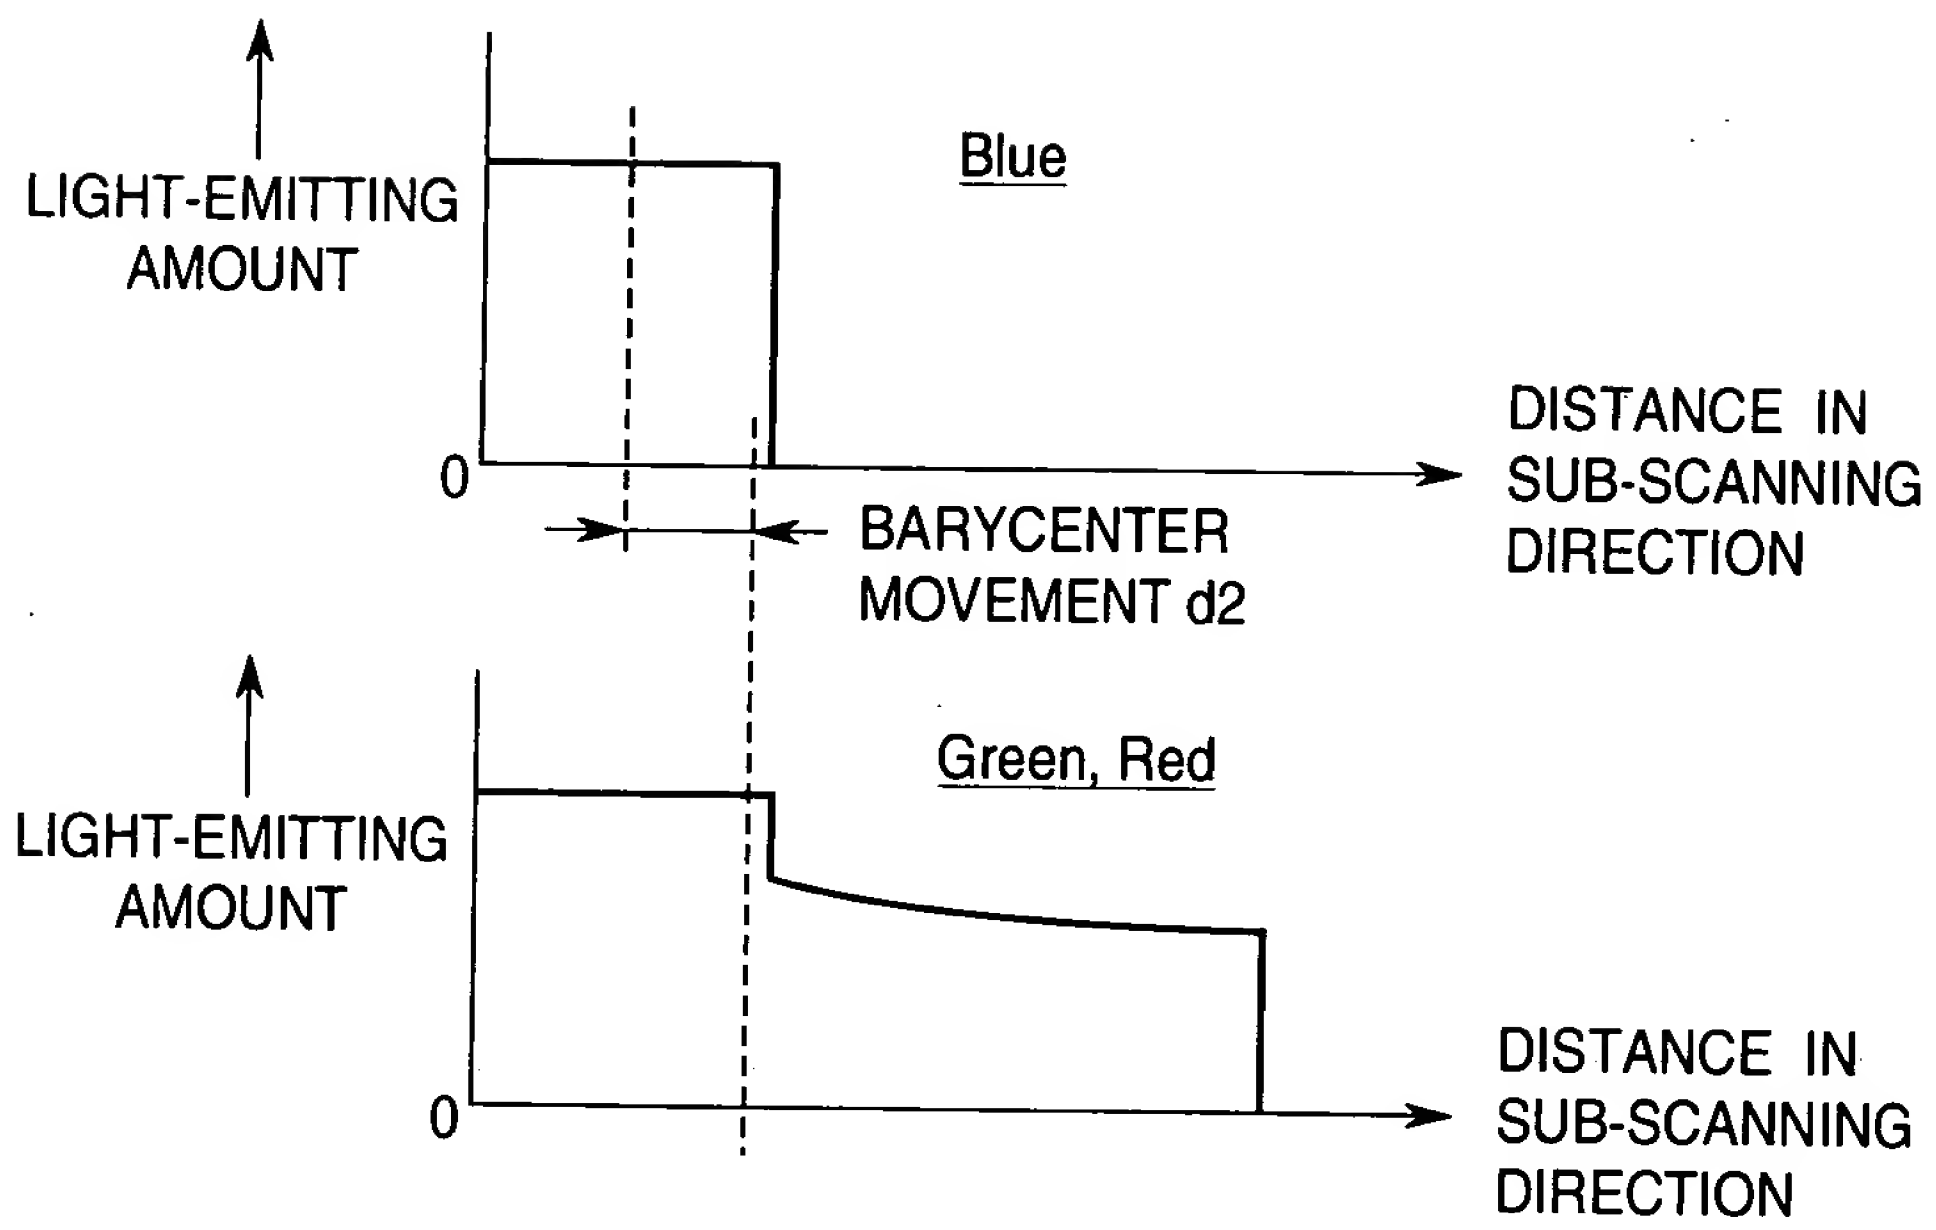 LIGHT-EMITTING
AMOUNT
Blue
0
DISTANCE IN
SUB-SCANNING
DIRECTION
BARYCENTER
MOVEMENT d2
LIGHT-EMITTING
AMOUNT
Green, Red
0
DISTANCE IN
SUB-SCANNING
DIRECTION